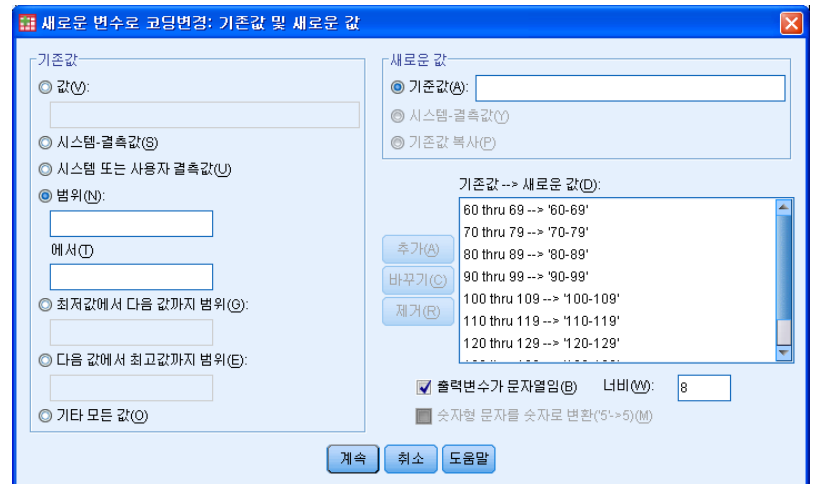 새로운 변수로 코딩변경: 기존값 및 새로운 값
기존값
값(V):
시스템-결측값(S)
시스템 또는 사용자 결측값(U)
범위(N):
에서(T)
최저값에서 다음 값까지 범위(G):
다음 값에서 최고값까지 범위(E):
기타 모든 값(O)
새로운 값
기준값(A):
시스템-결측값(Y)
기존값 복사(P)
기존값 --> 새로운 값(D):
60 thru 69 --> '60-69'
70 thru 79 --> '70-79'
80 thru 89 --> '80-89'
90 thru 99 --> '90-99'
100 thru 109 --> '100-109'
110 thru 119 --> '110-119'
120 thru 129 --> '120-129'
추가(A)
바꾸기(C)
제거(R)
출력변수가 문자열임(B) 너비(W): 8
숫자형 문자를 숫자로 변환('5'->5)(M)
계속 취소 도움말